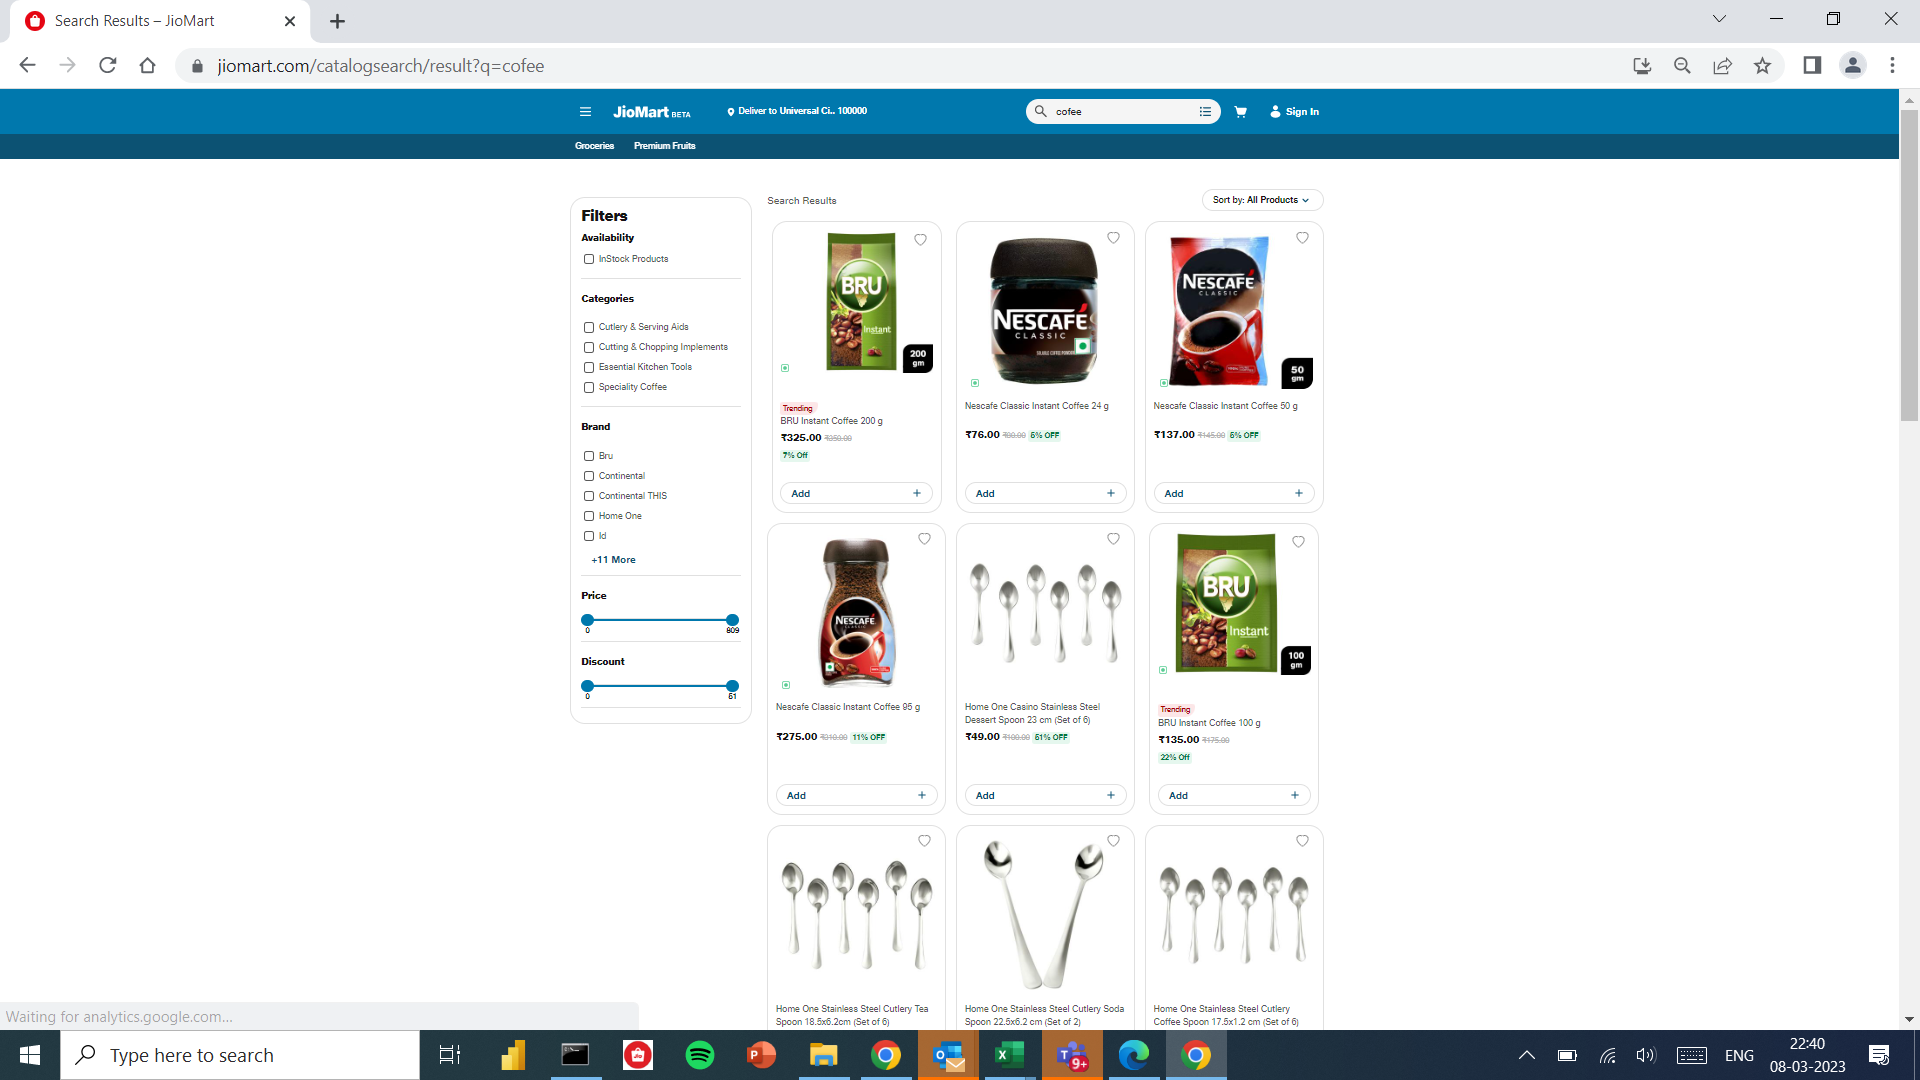 Search Results – JioMart
jiomart.com/catalogsearch/result?q=cofee
JioMart BETA
Deliver to Universal Ci.. 100000
cofee
Sign In
Groceries
Premium Fruits
Filters
Availability
InStock Products
Categories
Cutlery & Serving Aids
Cutting & Chopping Implements
Essential Kitchen Tools
Speciality Coffee
Brand
Bru
Continental
Continental THIS
Home One
Id
+11 More
Price
0
809
Discount
0
51
Search Results
Sort by: All Products
BRU
Instant
200
gm
Trending
BRU Instant Coffee 200 g
₹325.00 ₹350.00
7% Off
Add +
NESCAFÉ
CLASSIC
Nescafe Classic Instant Coffee 24 g
₹76.00 ₹80.00 5% OFF
Add +
NESCAFÉ
CLASSIC
50
gm
Nescafe Classic Instant Coffee 50 g
₹137.00 ₹145.00 5% OFF
Add +
NESCAFÉ
CLASSIC
Nescafe Classic Instant Coffee 95 g
₹275.00 ₹310.00 11% OFF
Add +
Home One Casino Stainless Steel
Dessert Spoon 23 cm (Set of 6)
₹49.00 ₹100.00 51% OFF
Add +
BRU
Instant
100
gm
Trending
BRU Instant Coffee 100 g
₹135.00 ₹175.00
22% Off
Add +
Home One Stainless Steel Cutlery Tea
Spoon 18.5x6.2cm (Set of 6)
Home One Stainless Steel Cutlery Soda
Spoon 22.5x6.2 cm (Set of 2)
Home One Stainless Steel Cutlery
Coffee Spoon 17.5x1.2 cm (Set of 6)
Waiting for analytics.google.com...
Type here to search
9+
ENG
22:40
08-03-2023